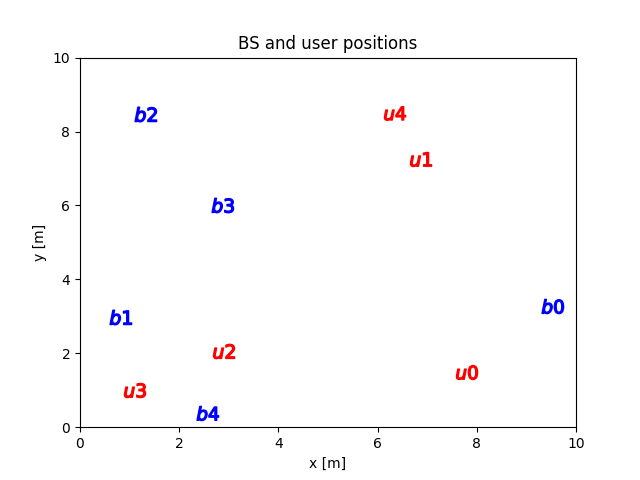 BS and user positions
10
b2
u4
8
u1
6
b3
y [m]
4
b0
b1
2
u2
u0
u3
b4
0
0 2 4 6 8 10
x [m]